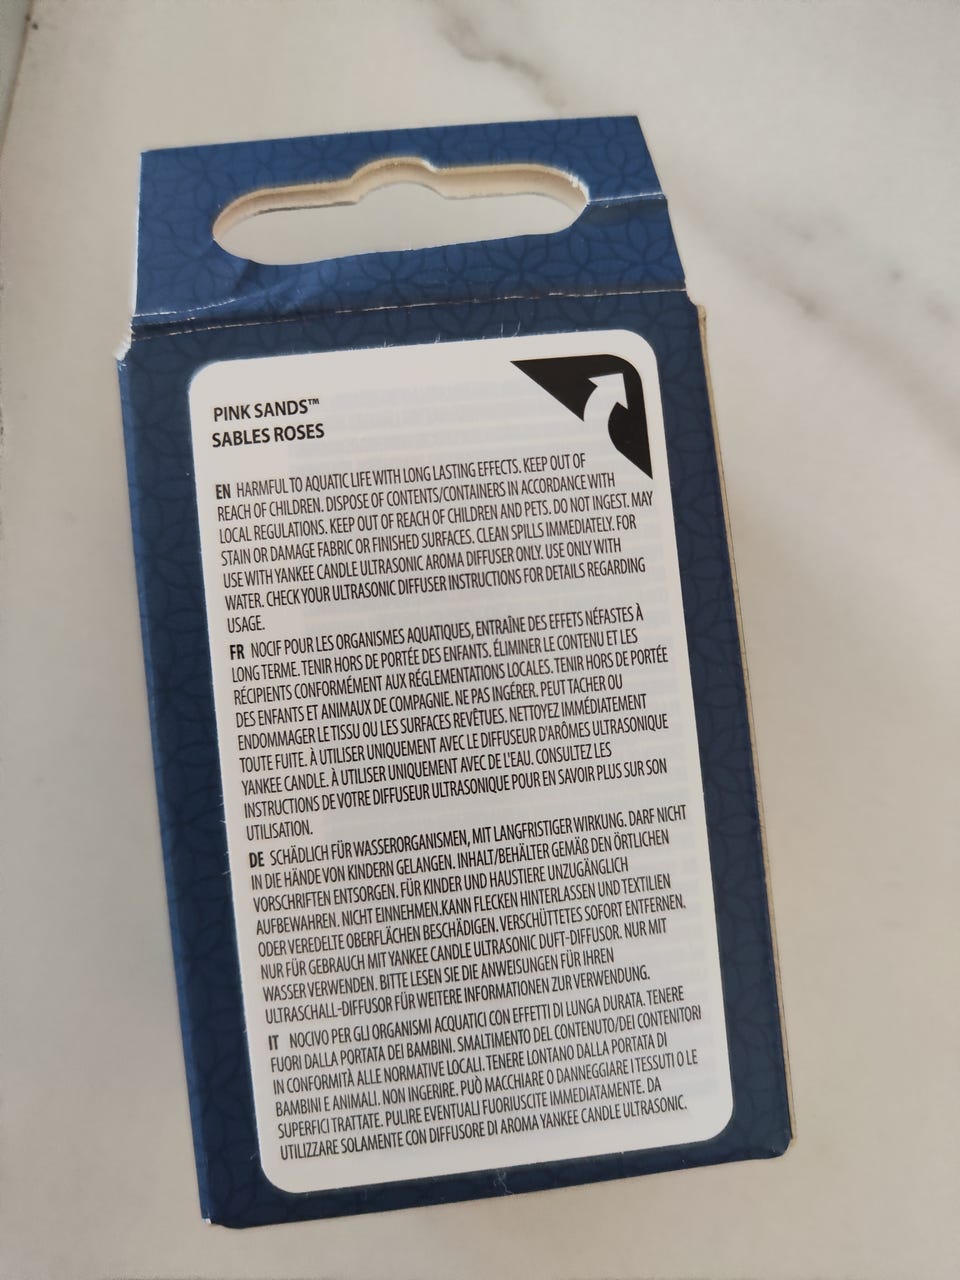 PINK SANDS™
SABLES ROSES
EN HARMFUL TO AQUATIC LIFE WITH LONG LASTING EFFECTS. KEEP OUT OF
REACH OF CHILDREN. DISPOSE OF CONTENTS/CONTAINERS IN ACCORDANCE WITH
LOCAL REGULATIONS. KEEP OUT OF REACH OF CHILDREN AND PETS. DO NOT INGEST. MAY
STAIN OR DAMAGE FABRIC OR FINISHED SURFACES. CLEAN SPILLS IMMEDIATELY. FOR
USE WITH YANKEE CANDLE ULTRASONIC AROMA DIFFUSER ONLY. USE ONLY WITH
WATER. CHECK YOUR ULTRASONIC DIFFUSER INSTRUCTIONS FOR DETAILS REGARDING
USAGE.
FR NOCIF POUR LES ORGANISMES AQUATIQUES, ENTRAÎNE DES EFFETS NÉFASTES À
LONG TERME. TENIR HORS DE PORTÉE DES ENFANTS. ÉLIMINER LE CONTENU ET LES
RÉCIPIENTS CONFORMÉMENT AUX RÉGLEMENTATIONS LOCALES. TENIR HORS DE PORTÉE
DES ENFANTS ET ANIMAUX DE COMPAGNIE. NE PAS INGÉRER. PEUT TACHER OU
ENDOMMAGER LE TISSU OU LES SURFACES REVÊTUES. NETTOYEZ IMMÉDIATEMENT
TOUTE FUITE. À UTILISER UNIQUEMENT AVEC LE DIFFUSEUR D'ARÔMES ULTRASONIQUE
YANKEE CANDLE. À UTILISER UNIQUEMENT AVEC DE L'EAU. CONSULTEZ LES
INSTRUCTIONS DE VOTRE DIFFUSEUR ULTRASONIQUE POUR EN SAVOIR PLUS SUR SON
UTILISATION.
DE SCHÄDLICH FÜR WASSERORGANISMEN, MIT LANGFRISTIGER WIRKUNG. DARF NICHT
IN DIE HÄNDE VON KINDERN GELANGEN. INHALT/BEHÄLTER GEMÄß DEN ÖRTLICHEN
VORSCHRIFTEN ENTSORGEN. FÜR KINDER UND HAUSTIERE UNZUGÄNGLICH
AUFBEWAHREN. NICHT EINNEHMEN.KANN FLECKEN HINTERLASSEN UND TEXTILIEN
ODER VEREDELTE OBERFLÄCHEN BESCHÄDIGEN. VERSCHÜTTETES SOFORT ENTFERNEN.
NUR FÜR GEBRAUCH MIT YANKEE CANDLE ULTRASONIC DUFT-DIFFUSOR. NUR MIT
WASSER VERWENDEN. BITTE LESEN SIE DIE ANWEISUNGEN FÜR IHREN
ULTRASCHALL-DIFFUSOR FÜR WEITERE INFORMATIONEN ZUR VERWENDUNG.
IT NOCIVO PER GLI ORGANISMI ACQUATICI CON EFFETTI DI LUNGA DURATA. TENERE
FUORI DALLA PORTATA DEI BAMBINI. SMALTIMENTO DEL CONTENUTO/DEI CONTENITORI
IN CONFORMITÀ ALLE NORMATIVE LOCALI. TENERE LONTANO DALLA PORTATA DI
BAMBINI E ANIMALI. NON INGERIRE. PUÒ MACCHIARE O DANNEGGIARE I TESSUTI O LE
SUPERFICI TRATTATE. PULIRE EVENTUALI FUORIUSCITE IMMEDIATAMENTE. DA
UTILIZZARE SOLAMENTE CON DIFFUSORE DI AROMA YANKEE CANDLE ULTRASONIC.